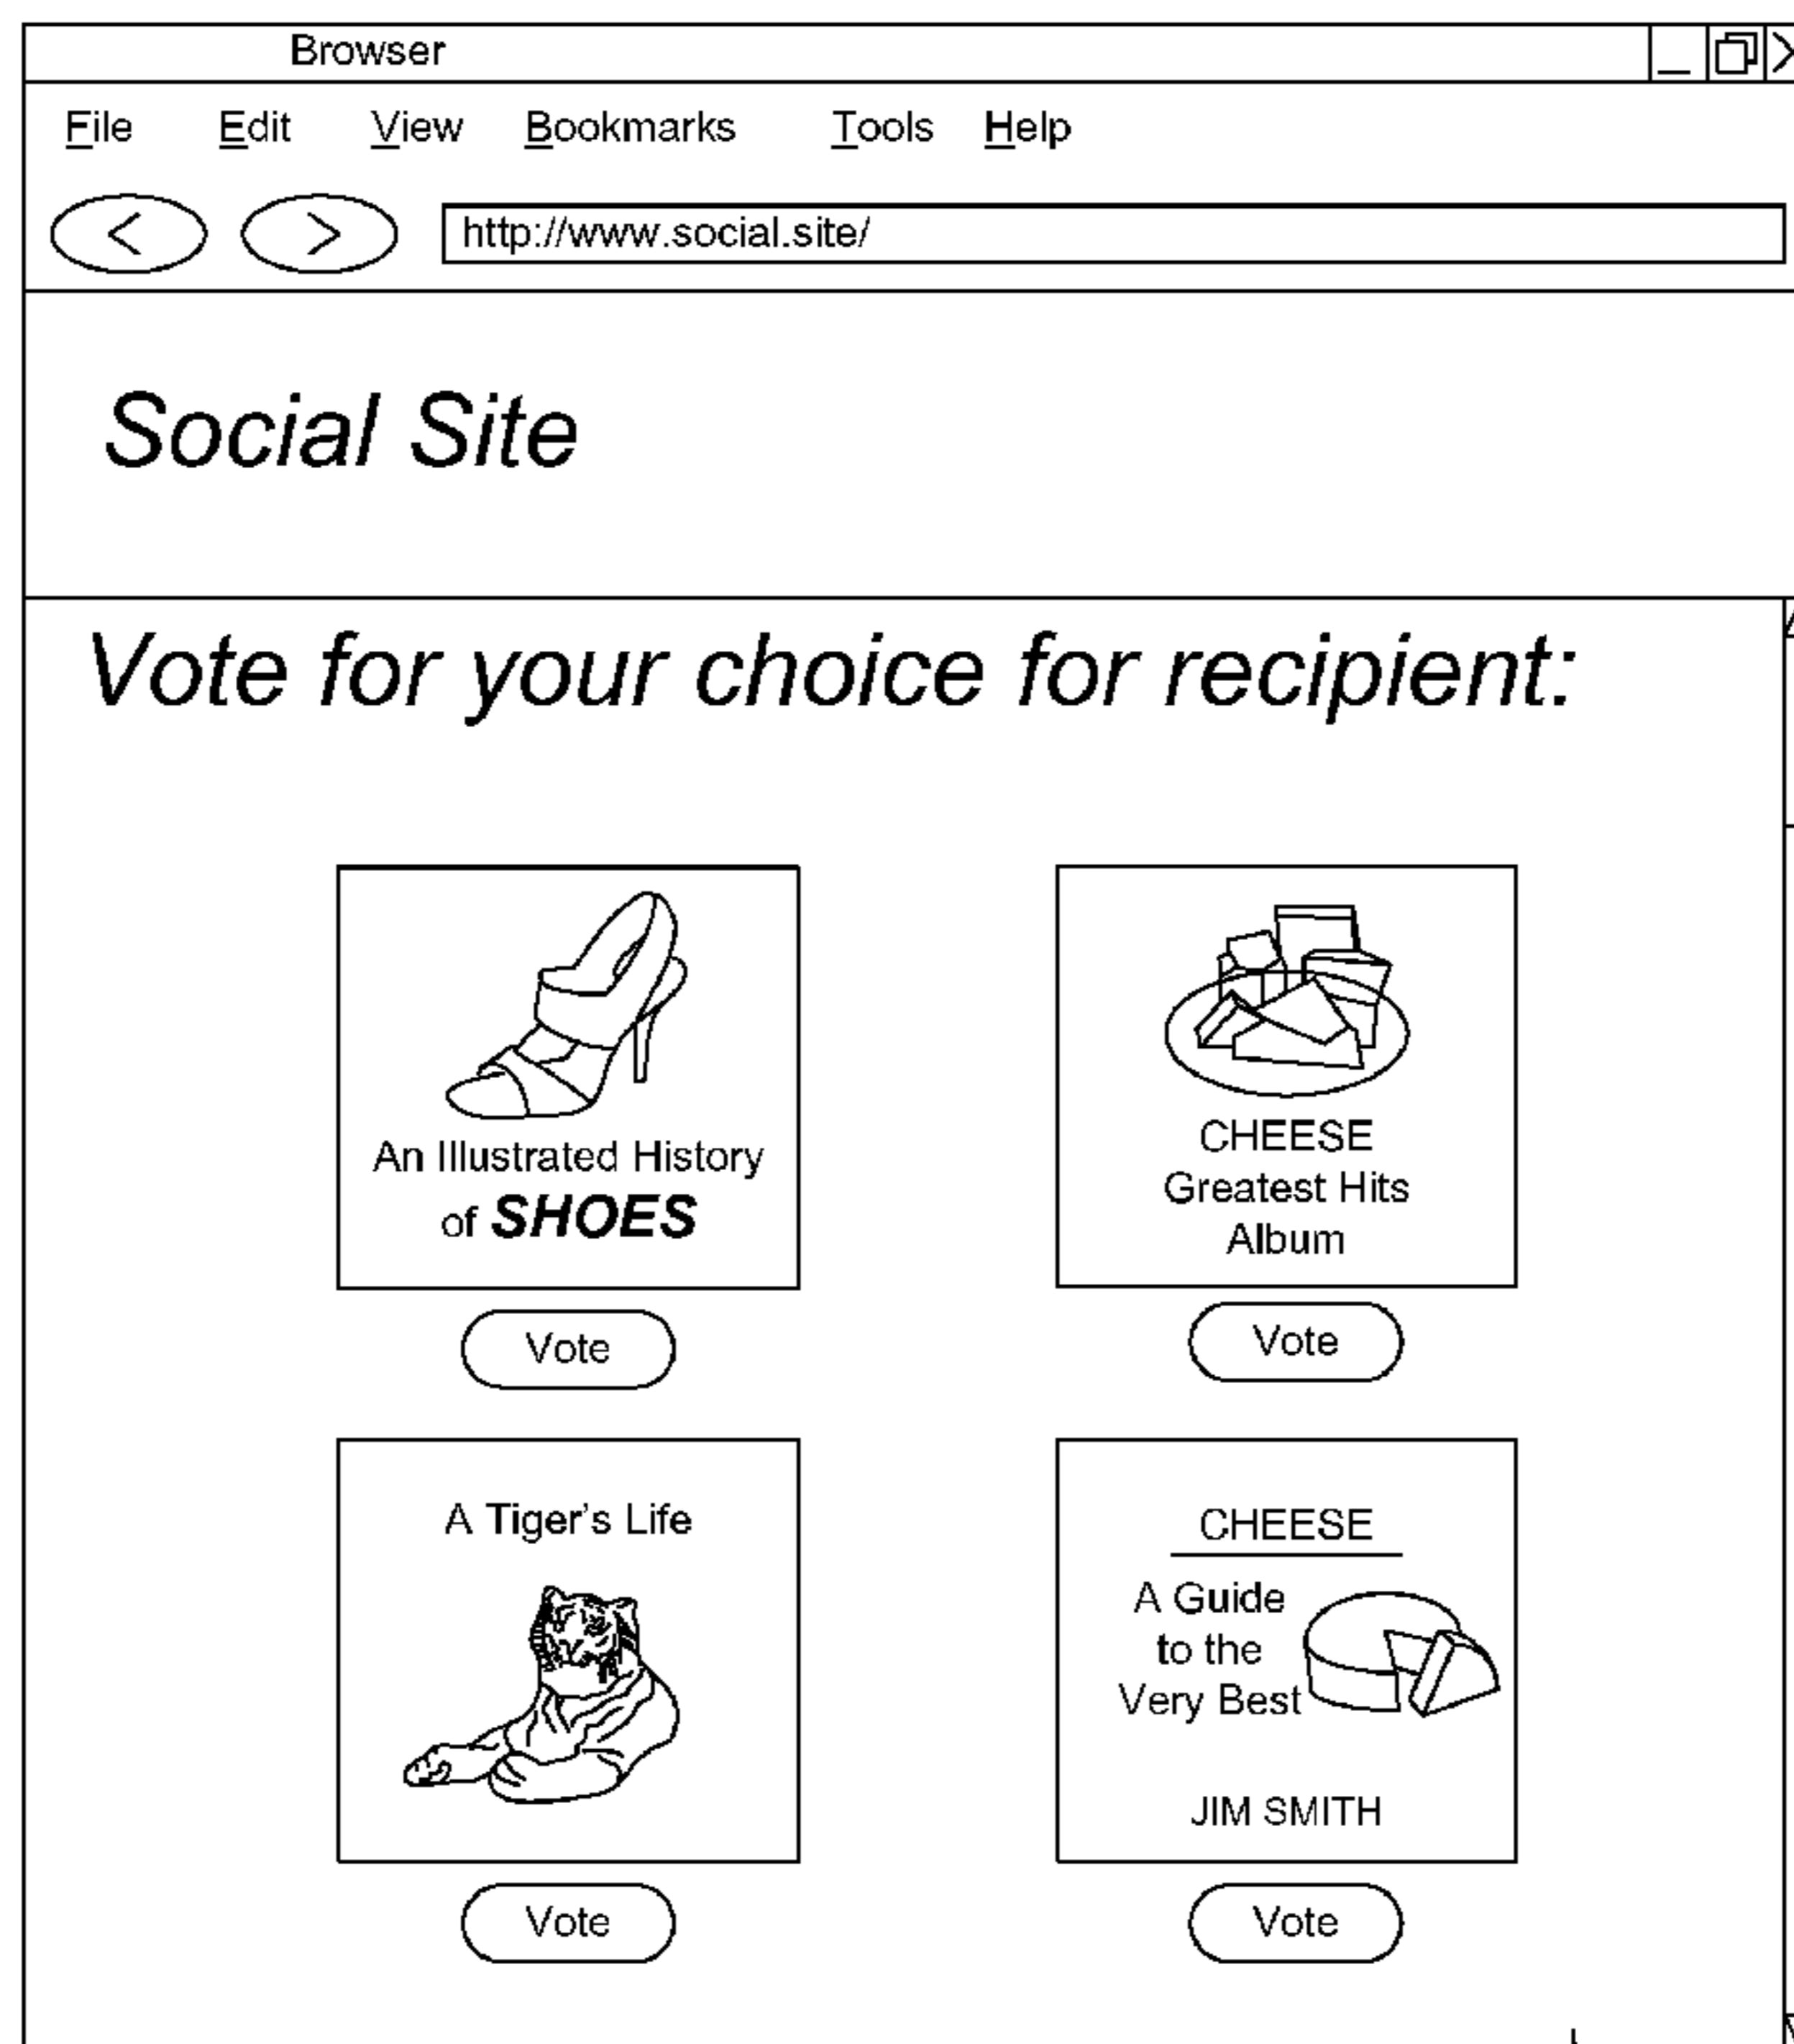 Browser
File Edit View Bookmarks Tools Help
http://www.social.site/
Social Site
Vote for your choice for recipient:
An Illustrated History
of SHOES
Vote
CHEESE
Greatest Hits
Album
Vote
A Tiger's Life
Vote
CHEESE
A Guide
to the
Very Best
JIM SMITH
Vote